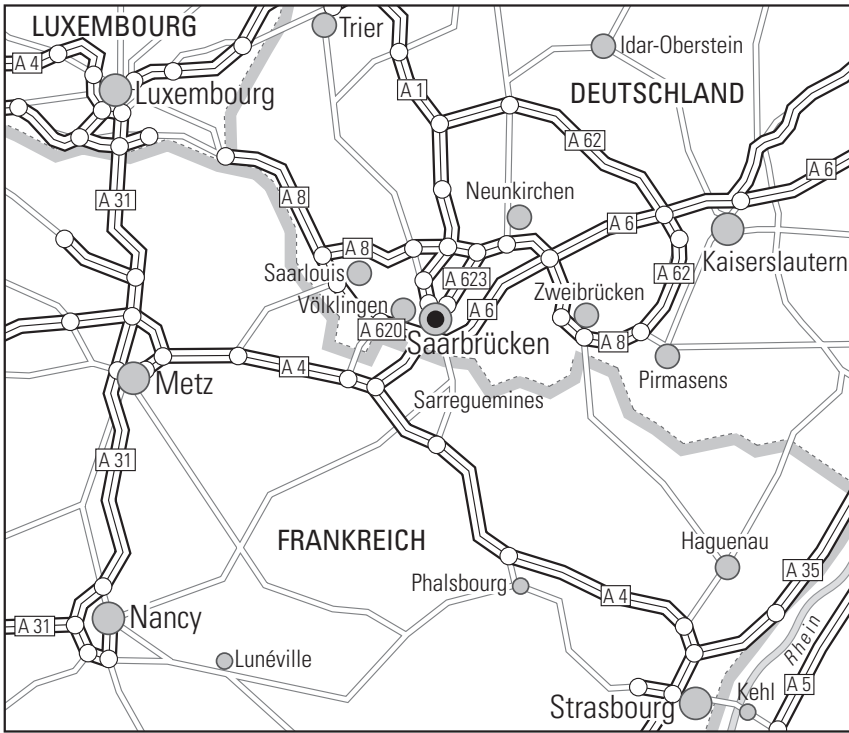 LUXEMBOURG
Trier
Idar-Oberstein
A 4
Luxembourg
A 1
DEUTSCHLAND
A 62
A 6
A 31
A 8
Neunkirchen
A 6
A 8
Kaiserslautern
Saarlouis
A 623
A 62
Völklingen
A 6
Zweibrücken
A 620
Saarbrücken
A 8
A 4
Pirmasens
Metz
Sarreguemines
A 31
FRANKREICH
Haguenau
A 35
Phalsbourg
A 4
Nancy
A 31
Rhein
Lunéville
A 5
Kehl
Strasbourg